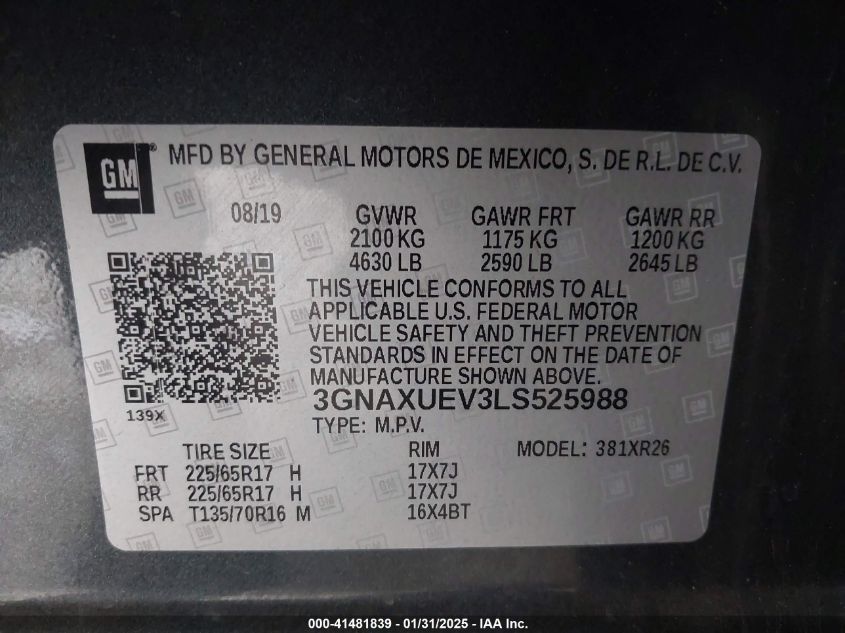 GM ® MFD BY GENERAL MOTORS DE MEXICO, S. DE R.L. DE C.V.
08/19 GVWR GAWR FRT GAWR RR
2100 KG 1175 KG 1200 KG
4630 LB 2590 LB 2645 LB
THIS VEHICLE CONFORMS TO ALL
APPLICABLE U.S. FEDERAL MOTOR
VEHICLE SAFETY AND THEFT PREVENTION
STANDARDS IN EFFECT ON THE DATE OF
MANUFACTURE SHOWN ABOVE.
139X 3GNAXUEV3LS525988
TYPE: M.P.V.
TIRE SIZE RIM MODEL: 381XR26
FRT 225/65R17 H 17X7J
RR 225/65R17 H 17X7J
SPA T135/70R16 M 16X4BT
000-41481839 - 01/31/2025 - IAA Inc.